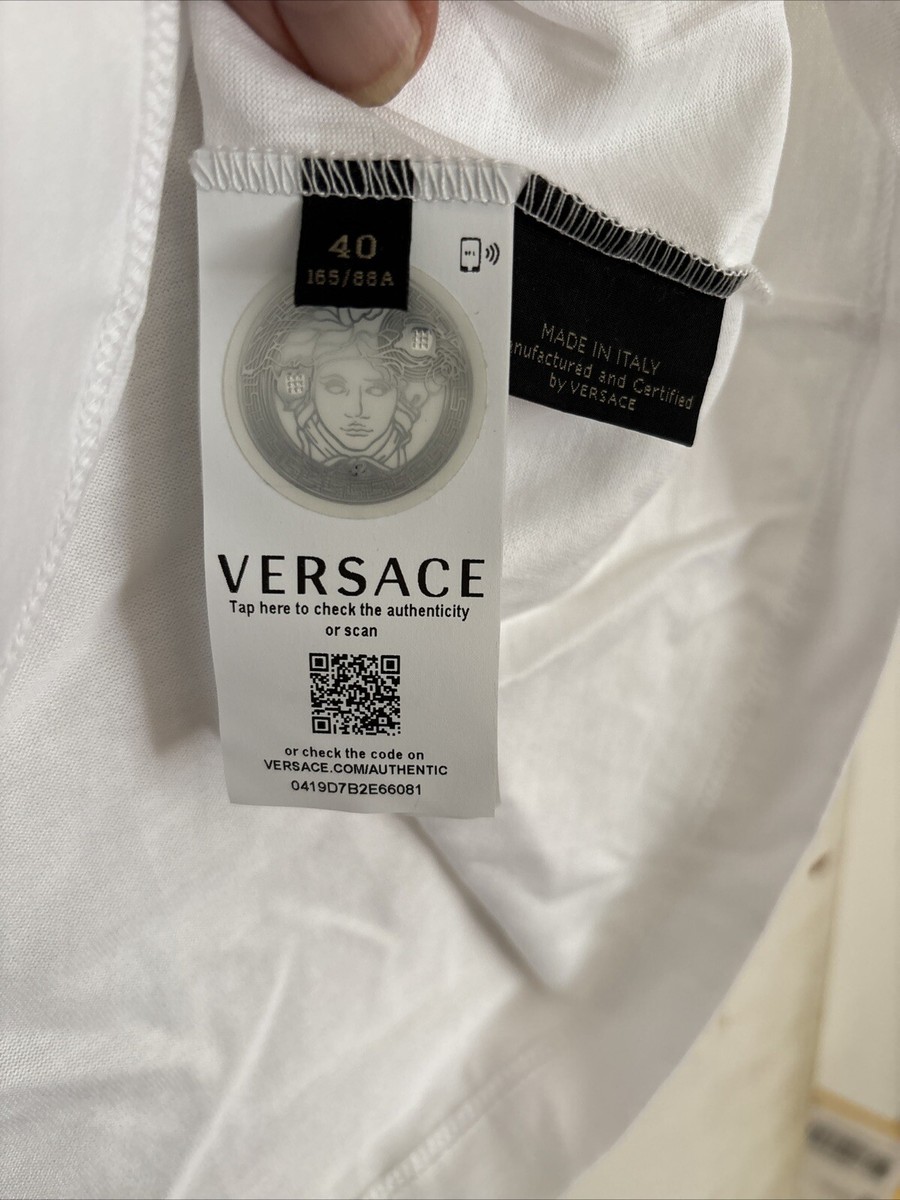 40
165/88A
VERSACE
Tap here to check the authenticity
or scan
or check the code on
VERSACE.COM/AUTHENTIC
0419D7B2E66081
MADE IN ITALY
anufactured and Certified
by VERSACE